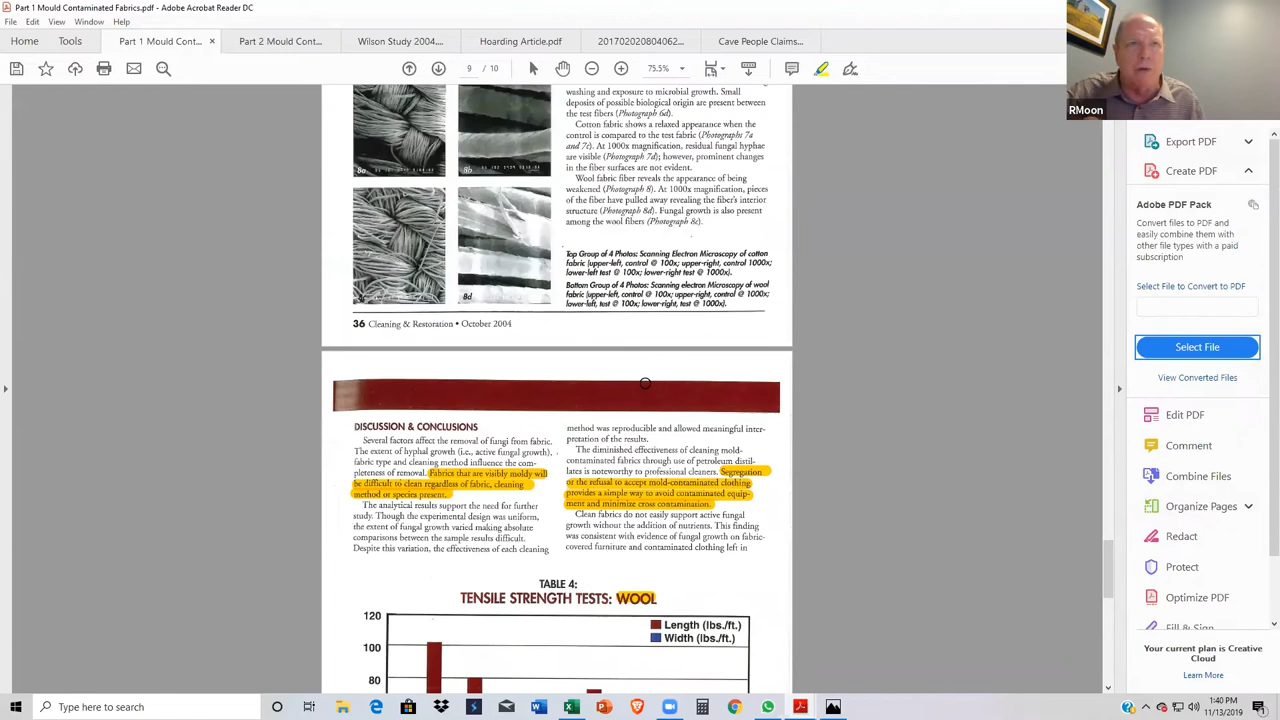 Part 1 Mould Contaminated Fabrics.pdf - Adobe Acrobat Reader DC
File Edit View Window Help
Home Tools Part 1 Mould Cont... × Part 2 Mould Cont... Wilson Study 2004.... Hoarding Article.pdf 201702020804062... Cave People Claims...
9 / 10 75.5%
RMoon
washing and exposure to microbial growth. Small
deposits of possible biological origin are present between
the test fibers (Photograph 6d).
Cotton fabric shows a relaxed appearance when the
control is compared to the test fabric (Photographs 7a
and 7c). At 1000x magnification, residual fungal hyphae
are visible (Photograph 7d); however, prominent changes
in the fiber surfaces are not evident.
Wool fabric fiber reveals the appearance of being
weakened (Photograph 8). At 1000x magnification, pieces
of the fiber have pulled away revealing the fiber's interior
structure (Photograph 8d). Fungal growth is also present
among the wool fibers (Photograph 8c).
8a
8b
8d
Top Group of 4 Photos: Scanning Electron Microscopy of cotton
fabric (upper-left, control @ 100x; upper-right, control 1000x;
lower-left test @ 100x; lower-right test @ 1000x).
Bottom Group of 4 Photos: Scanning electron Microscopy of wool
fabric (upper-left, control @ 100x; upper-right, control @ 1000x;
lower-left, test @ 100x; lower-right, test @ 1000x).
36 Cleaning & Restoration • October 2004
DISCUSSION & CONCLUSIONS
Several factors affect the removal of fungi from fabric.
The extent of hyphal growth (i.e., active fungal growth),
fabric type and cleaning method influence the com-
pleteness of removal. Fabrics that are visibly moldy will
be difficult to clean regardless of fabric, cleaning
method or species present.
The analytical results support the need for further
study. Though the experimental design was uniform,
the extent of fungal growth varied making absolute
comparisons between the sample results difficult.
Despite this variation, the effectiveness of each cleaning
method was reproducible and allowed meaningful inter-
pretation of the results.
The diminished effectiveness of cleaning mold-
contaminated fabrics through use of petroleum distil-
lates is noteworthy to professional cleaners. Segregation
or the refusal to accept mold-contaminated clothing
provides a simple way to avoid contaminated equip-
ment and minimize cross contamination.
Clean fabrics do not easily support active fungal
growth without the addition of nutrients. This finding
was consistent with evidence of fungal growth on fabric-
covered furniture and contaminated clothing left in
TABLE 4:
TENSILE STRENGTH TESTS: WOOL
120
100
80
Length (lbs./ft.)
Width (lbs./ft.)
Export PDF
Create PDF
Adobe PDF Pack
Convert files to PDF and
easily combine them with
other file types with a paid
subscription
Select File to Convert to PDF
Select File
View Converted Files
Edit PDF
Comment
Combine Files
Organize Pages
Redact
Protect
Optimize PDF
Fill & Sign
Your current plan is Creative
Cloud
Learn More
Type here to search
1:40 PM
11/13/2019